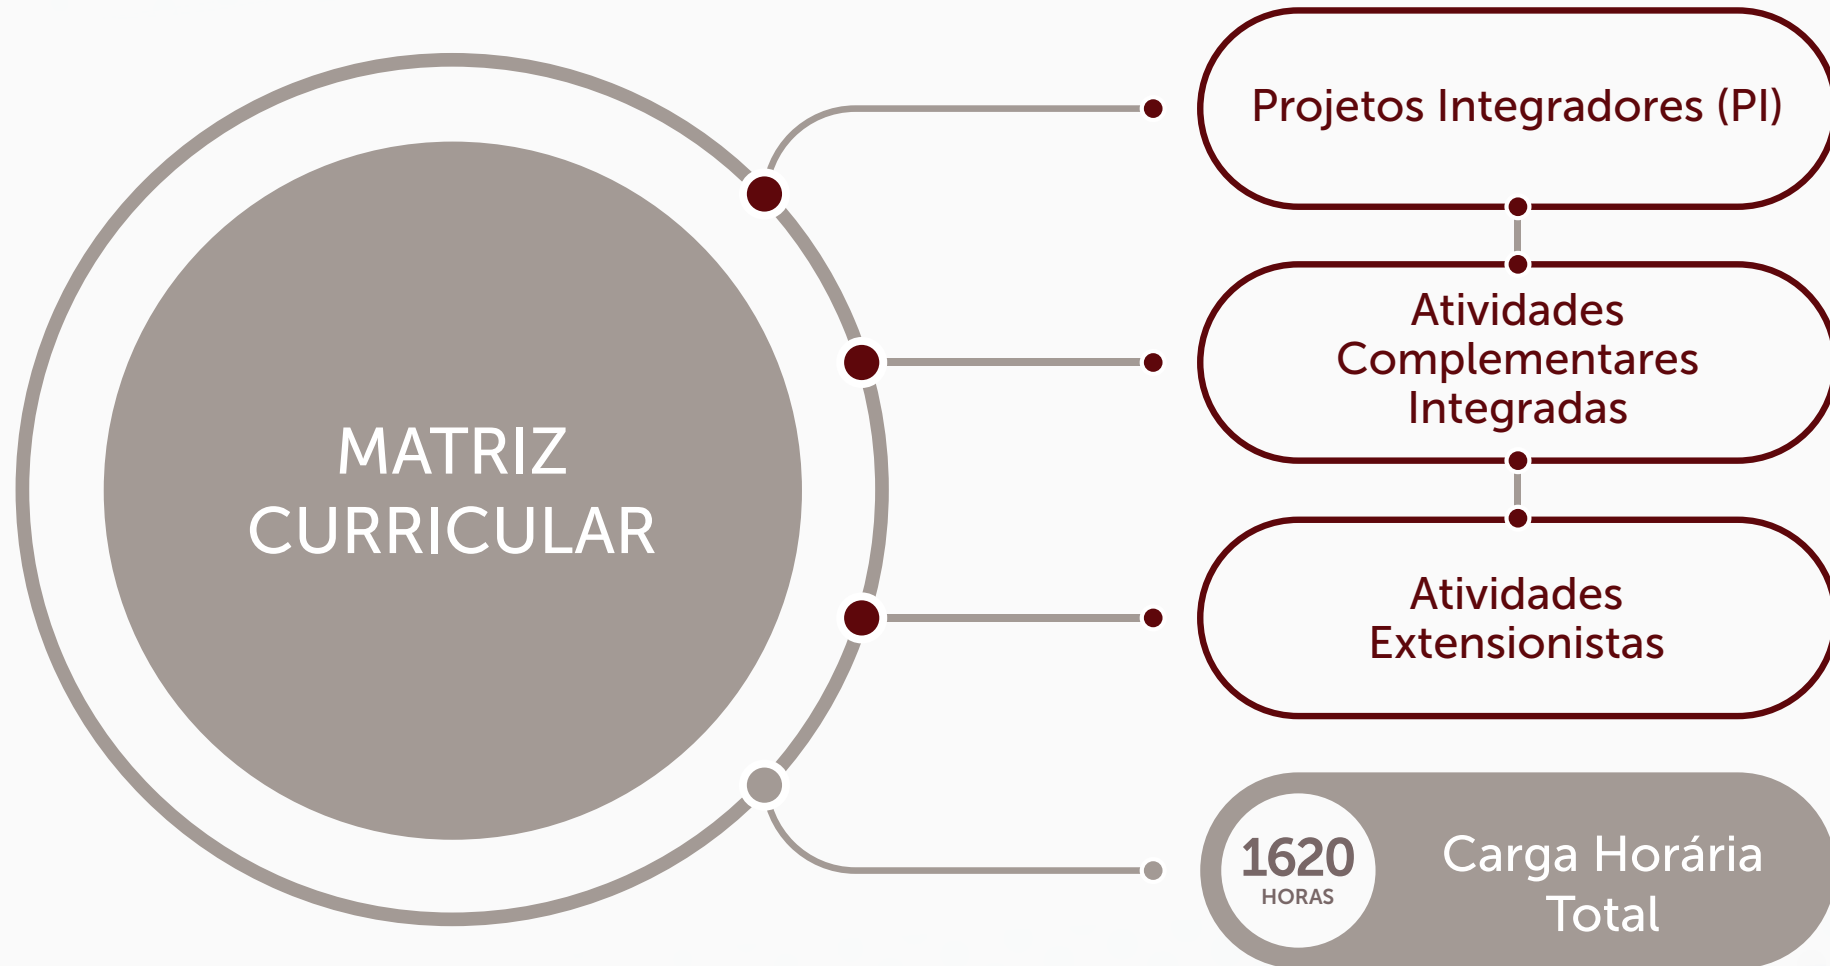 MATRIZ
CURRICULAR
Projetos Integradores (PI)
Atividades
Complementares
Integradas
Atividades
Extensionistas
1620
HORAS
Carga Horária
Total